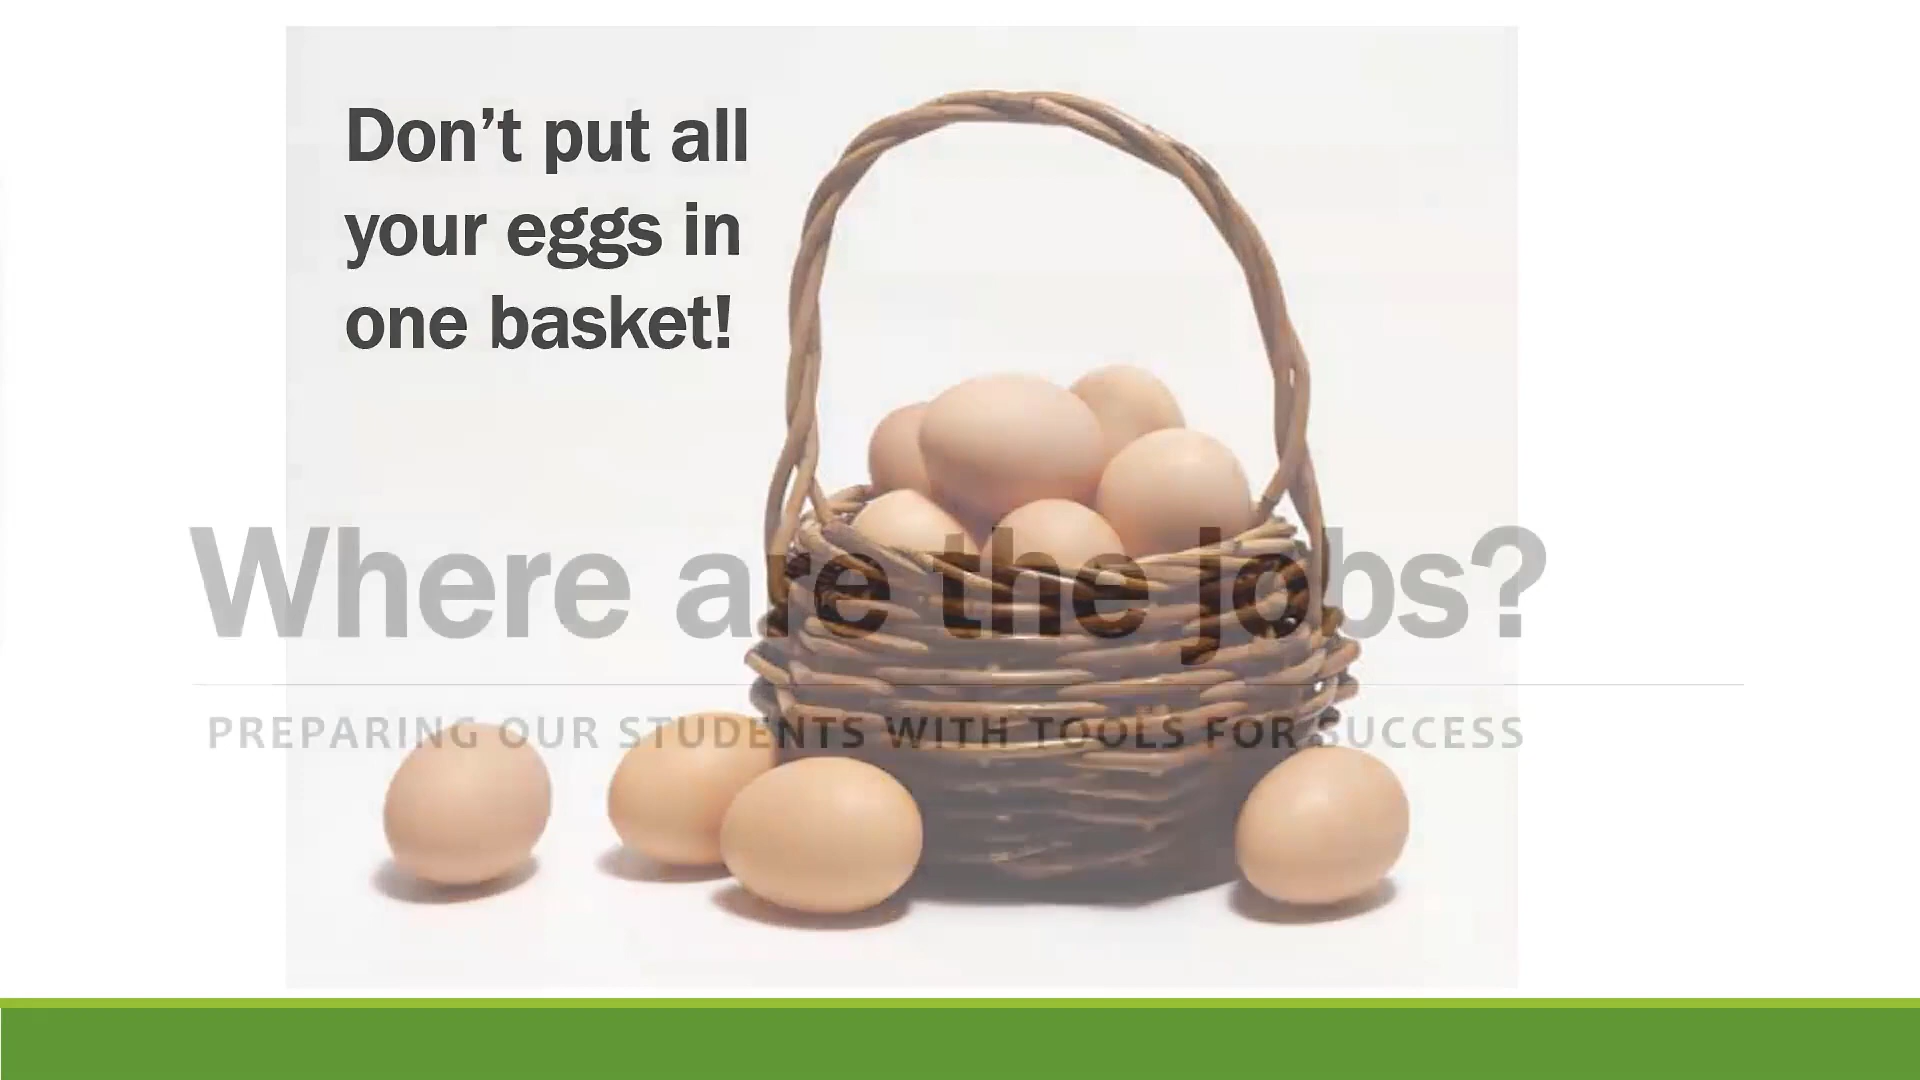 Don’t put all
your eggs in
one basket!
Where are the jobs?
PREPARING OUR STUDENTS WITH TOOLS FOR SUCCESS